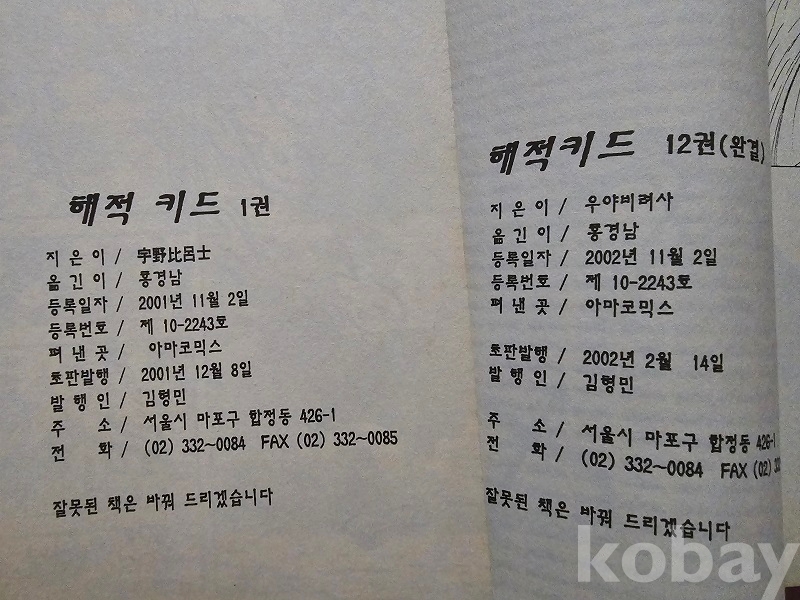 해적 키드 1권
지 은 이 / 宇野比呂士
옮 긴 이 / 홍경남
등록일자 / 2001년 11월 2일
등록번호 / 제 10-2243호
펴 낸 곳 / 아마코믹스
초판발행 / 2001년 12월 8일
발 행 인 / 김형민
주 소 / 서울시 마포구 합정동 426-1
전 화 / (02) 332~0084 FAX (02) 332~0085
잘못된 책은 바꿔 드리겠습니다
해적키드 12권(완결)
지 은 이 / 우야비려사
옮 긴 이 / 홍경남
등록일자 / 2002년 11월 2일
등록번호 / 제 10-2243호
펴 낸 곳 / 아마코믹스
초판발행 / 2002년 2월 14일
발 행 인 / 김형민
주 소 / 서울시 마포구 합정동 426-1
전 화 / (02) 332~0084 FAX (02)
잘못된 책은 바꿔 드리겠습니다
kobay